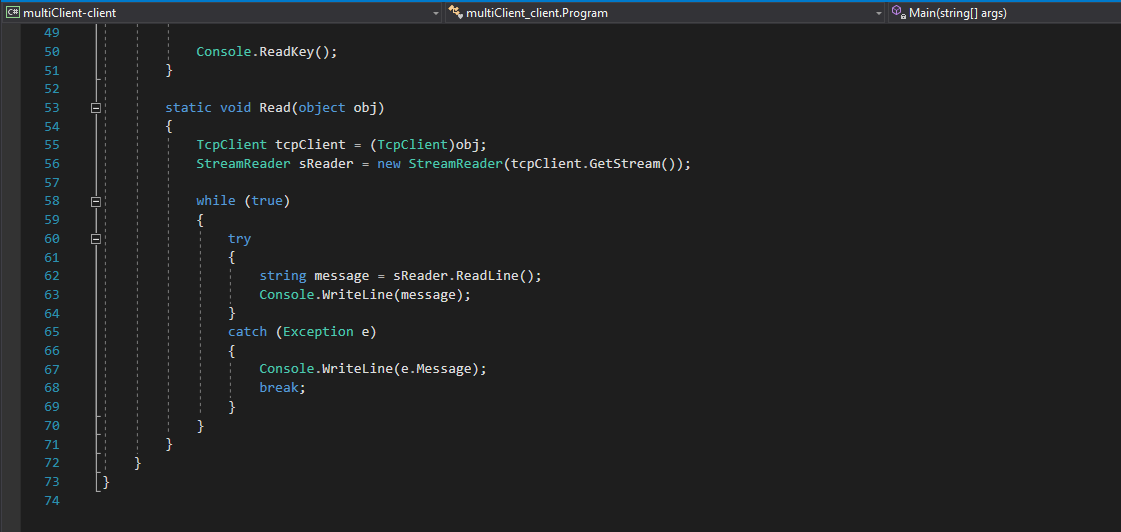 C# multiClient-client multiClient_client.Program Main(string[] args)
49
50 Console.ReadKey();
51 }
52
53 static void Read(object obj)
54 {
55 TcpClient tcpClient = (TcpClient)obj;
56 StreamReader sReader = new StreamReader(tcpClient.GetStream());
57
58 while (true)
59 {
60 try
61 {
62 string message = sReader.ReadLine();
63 Console.WriteLine(message);
64 }
65 catch (Exception e)
66 {
67 Console.WriteLine(e.Message);
68 break;
69 }
70 }
71 }
72 }
73 }
74